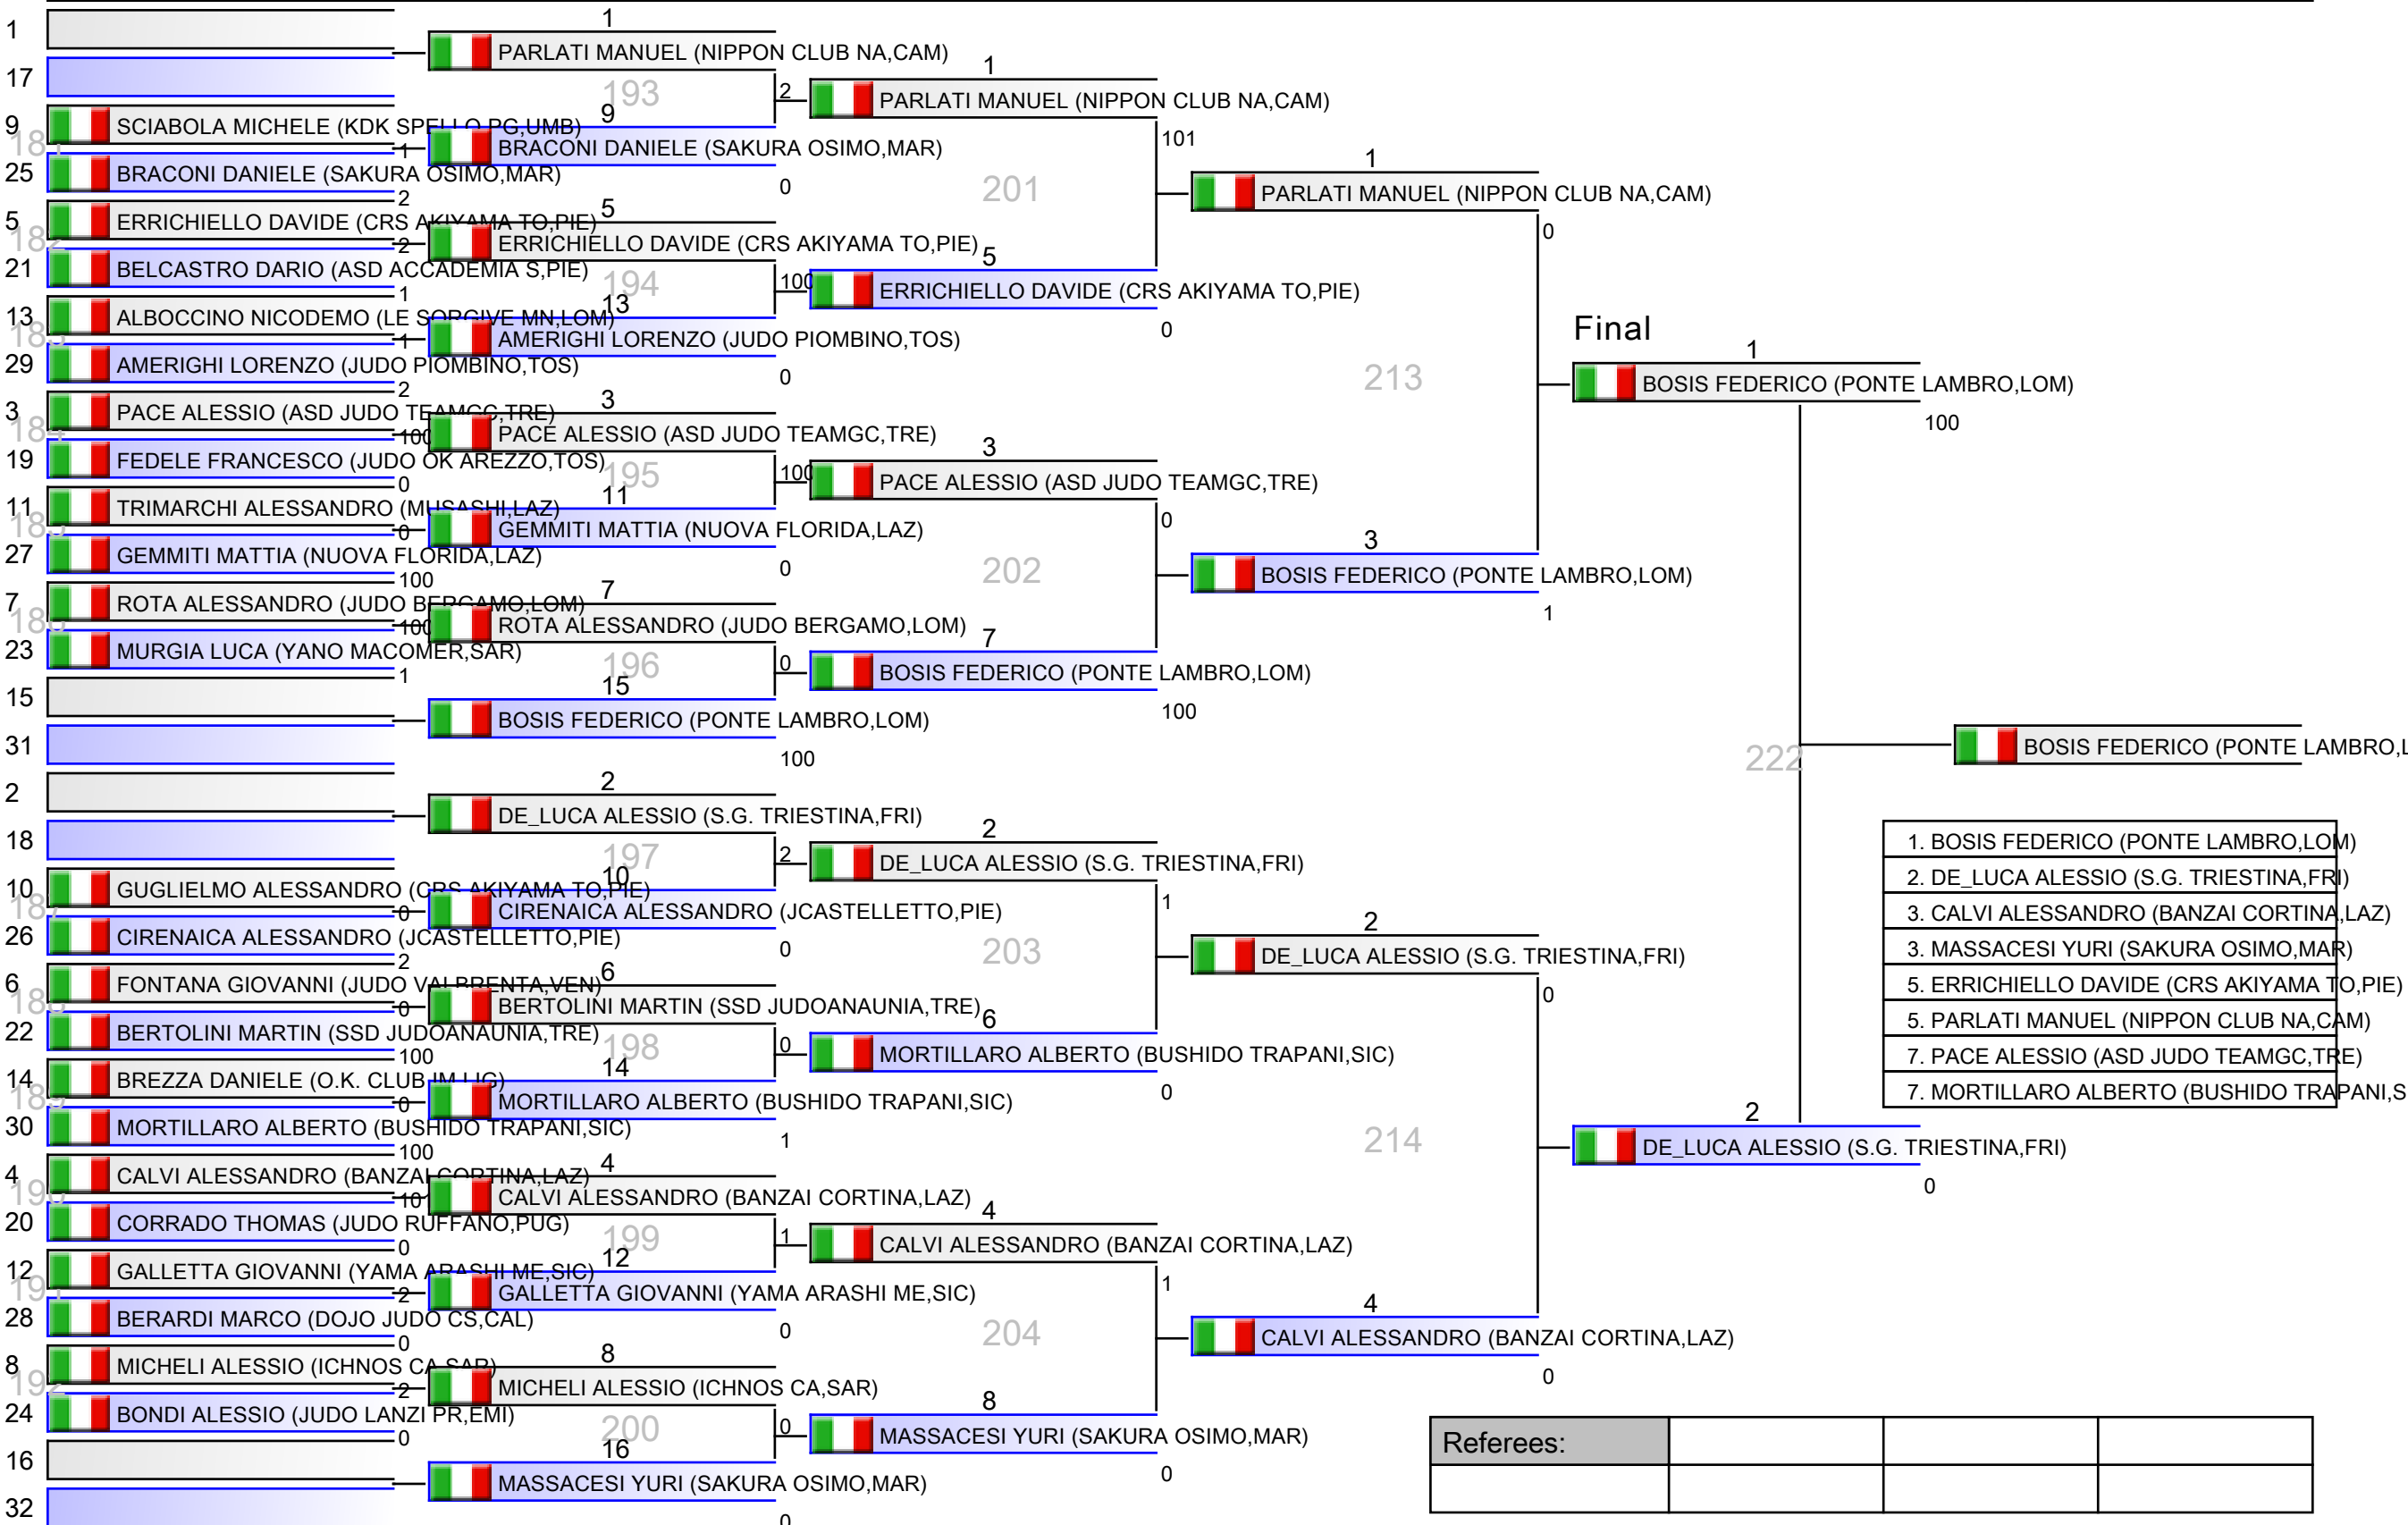 1
17
9 SCIABOLA MICHELE (KDK SPELLO PG,UMB)
1
25 BRACONI DANIELE (SAKURA OSIMO,MAR)
2
5 ERRICHIELLO DAVIDE (CRS AKIYAMA TO,PIE)
2
21 BELCASTRO DARIO (ASD ACCADEMIA S,PIE)
1
13 ALBOCCINO NICODEMO (LE SORGIVE MN,LOM)
1
29 AMERIGHI LORENZO (JUDO PIOMBINO,TOS)
2
3 PACE ALESSIO (ASD JUDO TEAMGC,TRE)
184
100
19 FEDELE FRANCESCO (JUDO OK AREZZO,TOS)
0
11 TRIMARCHI ALESSANDRO (MUSASHI,LAZ)
0
27 GEMMITI MATTIA (NUOVA FLORIDA,LAZ)
100
7 ROTA ALESSANDRO (JUDO BERGAMO,LOM)
100
23 MURGIA LUCA (YANO MACOMER,SAR)
1
15
31
2
18
10 GUGLIELMO ALESSANDRO (CRS AKIYAMA TO,PIE)
0
26 CIRENAICA ALESSANDRO (JCASTELLETTO,PIE)
2
6 FONTANA GIOVANNI (JUDO VALBRENTA,VEN)
0
22 BERTOLINI MARTIN (SSD JUDOANAUNIA,TRE)
100
14 BREZZA DANIELE (O.K. CLUB IM,LIG)
0
30 MORTILLARO ALBERTO (BUSHIDO TRAPANI,SIC)
100
4 CALVI ALESSANDRO (BANZAI CORTINA,LAZ)
10
20 CORRADO THOMAS (JUDO RUFFANO,PUG)
0
12 GALLETTA GIOVANNI (YAMA ARASHI ME,SIC)
2
28 BERARDI MARCO (DOJO JUDO CS,CAL)
0
8 MICHELI ALESSIO (ICHNOS CA,SAR)
192
2
24 BONDI ALESSIO (JUDO LANZI PR,EMI)
0
16
32
1
PARLATI MANUEL (NIPPON CLUB NA,CAM)
193
2
9
BRACONI DANIELE (SAKURA OSIMO,MAR)
0
5
ERRICHIELLO DAVIDE (CRS AKIYAMA TO,PIE)
194
100
13
AMERIGHI LORENZO (JUDO PIOMBINO,TOS)
0
3
PACE ALESSIO (ASD JUDO TEAMGC,TRE)
195
100
11
GEMMITI MATTIA (NUOVA FLORIDA,LAZ)
0
7
ROTA ALESSANDRO (JUDO BERGAMO,LOM)
196
0
15
BOSIS FEDERICO (PONTE LAMBRO,LOM)
100
2
DE_LUCA ALESSIO (S.G. TRIESTINA,FRI)
197
2
10
CIRENAICA ALESSANDRO (JCASTELLETTO,PIE)
0
6
BERTOLINI MARTIN (SSD JUDOANAUNIA,TRE)
198
0
14
MORTILLARO ALBERTO (BUSHIDO TRAPANI,SIC)
1
4
CALVI ALESSANDRO (BANZAI CORTINA,LAZ)
199
1
12
GALLETTA GIOVANNI (YAMA ARASHI ME,SIC)
0
8
MICHELI ALESSIO (ICHNOS CA,SAR)
200
0
16
MASSACESI YURI (SAKURA OSIMO,MAR)
0
1
PARLATI MANUEL (NIPPON CLUB NA,CAM)
101
201
5
ERRICHIELLO DAVIDE (CRS AKIYAMA TO,PIE)
0
3
PACE ALESSIO (ASD JUDO TEAMGC,TRE)
0
202
7
BOSIS FEDERICO (PONTE LAMBRO,LOM)
100
2
DE_LUCA ALESSIO (S.G. TRIESTINA,FRI)
1
203
6
MORTILLARO ALBERTO (BUSHIDO TRAPANI,SIC)
0
4
CALVI ALESSANDRO (BANZAI CORTINA,LAZ)
1
204
8
MASSACESI YURI (SAKURA OSIMO,MAR)
0
1
PARLATI MANUEL (NIPPON CLUB NA,CAM)
0
213
3
BOSIS FEDERICO (PONTE LAMBRO,LOM)
1
2
DE_LUCA ALESSIO (S.G. TRIESTINA,FRI)
0
214
4
CALVI ALESSANDRO (BANZAI CORTINA,LAZ)
0
Final
1
BOSIS FEDERICO (PONTE LAMBRO,LOM)
100
222
2
DE_LUCA ALESSIO (S.G. TRIESTINA,FRI)
0
BOSIS FEDERICO (PONTE LAMBRO,L
1. BOSIS FEDERICO (PONTE LAMBRO,LOM)
2. DE_LUCA ALESSIO (S.G. TRIESTINA,FRI)
3. CALVI ALESSANDRO (BANZAI CORTINA,LAZ)
3. MASSACESI YURI (SAKURA OSIMO,MAR)
5. ERRICHIELLO DAVIDE (CRS AKIYAMA TO,PIE)
5. PARLATI MANUEL (NIPPON CLUB NA,CAM)
7. PACE ALESSIO (ASD JUDO TEAMGC,TRE)
7. MORTILLARO ALBERTO (BUSHIDO TRAPANI,S
Referees: